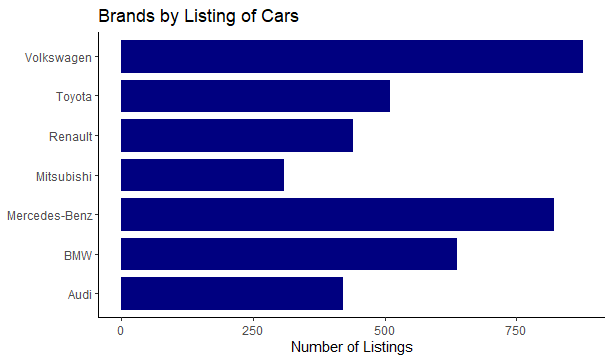 Brands by Listing of Cars
Volkswagen
Toyota
Renault
Mitsubishi
Mercedes-Benz
BMW
Audi
0 250 500 750
Number of Listings